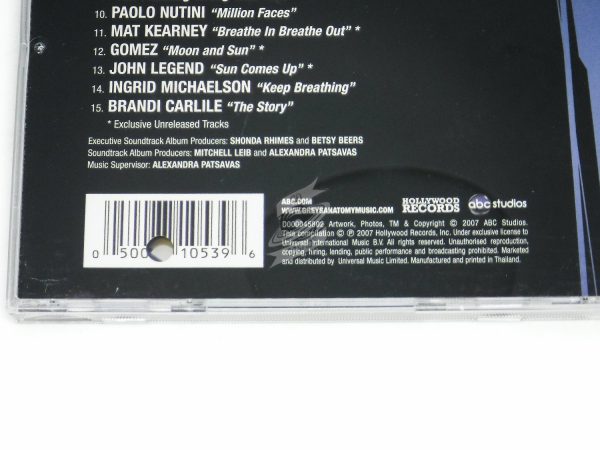 10. PAOLO NUTINI “Million Faces”
11. MAT KEARNEY “Breathe In Breathe Out” *
12. GOMEZ “Moon and Sun” *
13. JOHN LEGEND “Sun Comes Up” *
14. INGRID MICHAELSON “Keep Breathing”
15. BRANDI CARLILE “The Story”
* Exclusive Unreleased Tracks
Executive Soundtrack Album Producers: SHONDA RHIMES and BETSY BEERS
Soundtrack Album Producers: MITCHELL LEIB and ALEXANDRA PATSAVAS
Music Supervisor: ALEXANDRA PATSAVAS
0 500 10539 6
ABC.COM
WWW.GREYSANATOMYMUSIC.COM
HOLLYWOOD
RECORDS
abc studios
D000045802 Artwork, Photos, TM & Copyright © 2007 ABC Studios.
This compilation © ℗ 2007 Hollywood Records, Inc. Under exclusive license to
Universal International Music B.V. All rights reserved. Unauthorised reproduction,
copying, hiring, lending, public performance and broadcasting prohibited. Marketed
and distributed by Universal Music Limited. Manufactured and printed in Thailand.